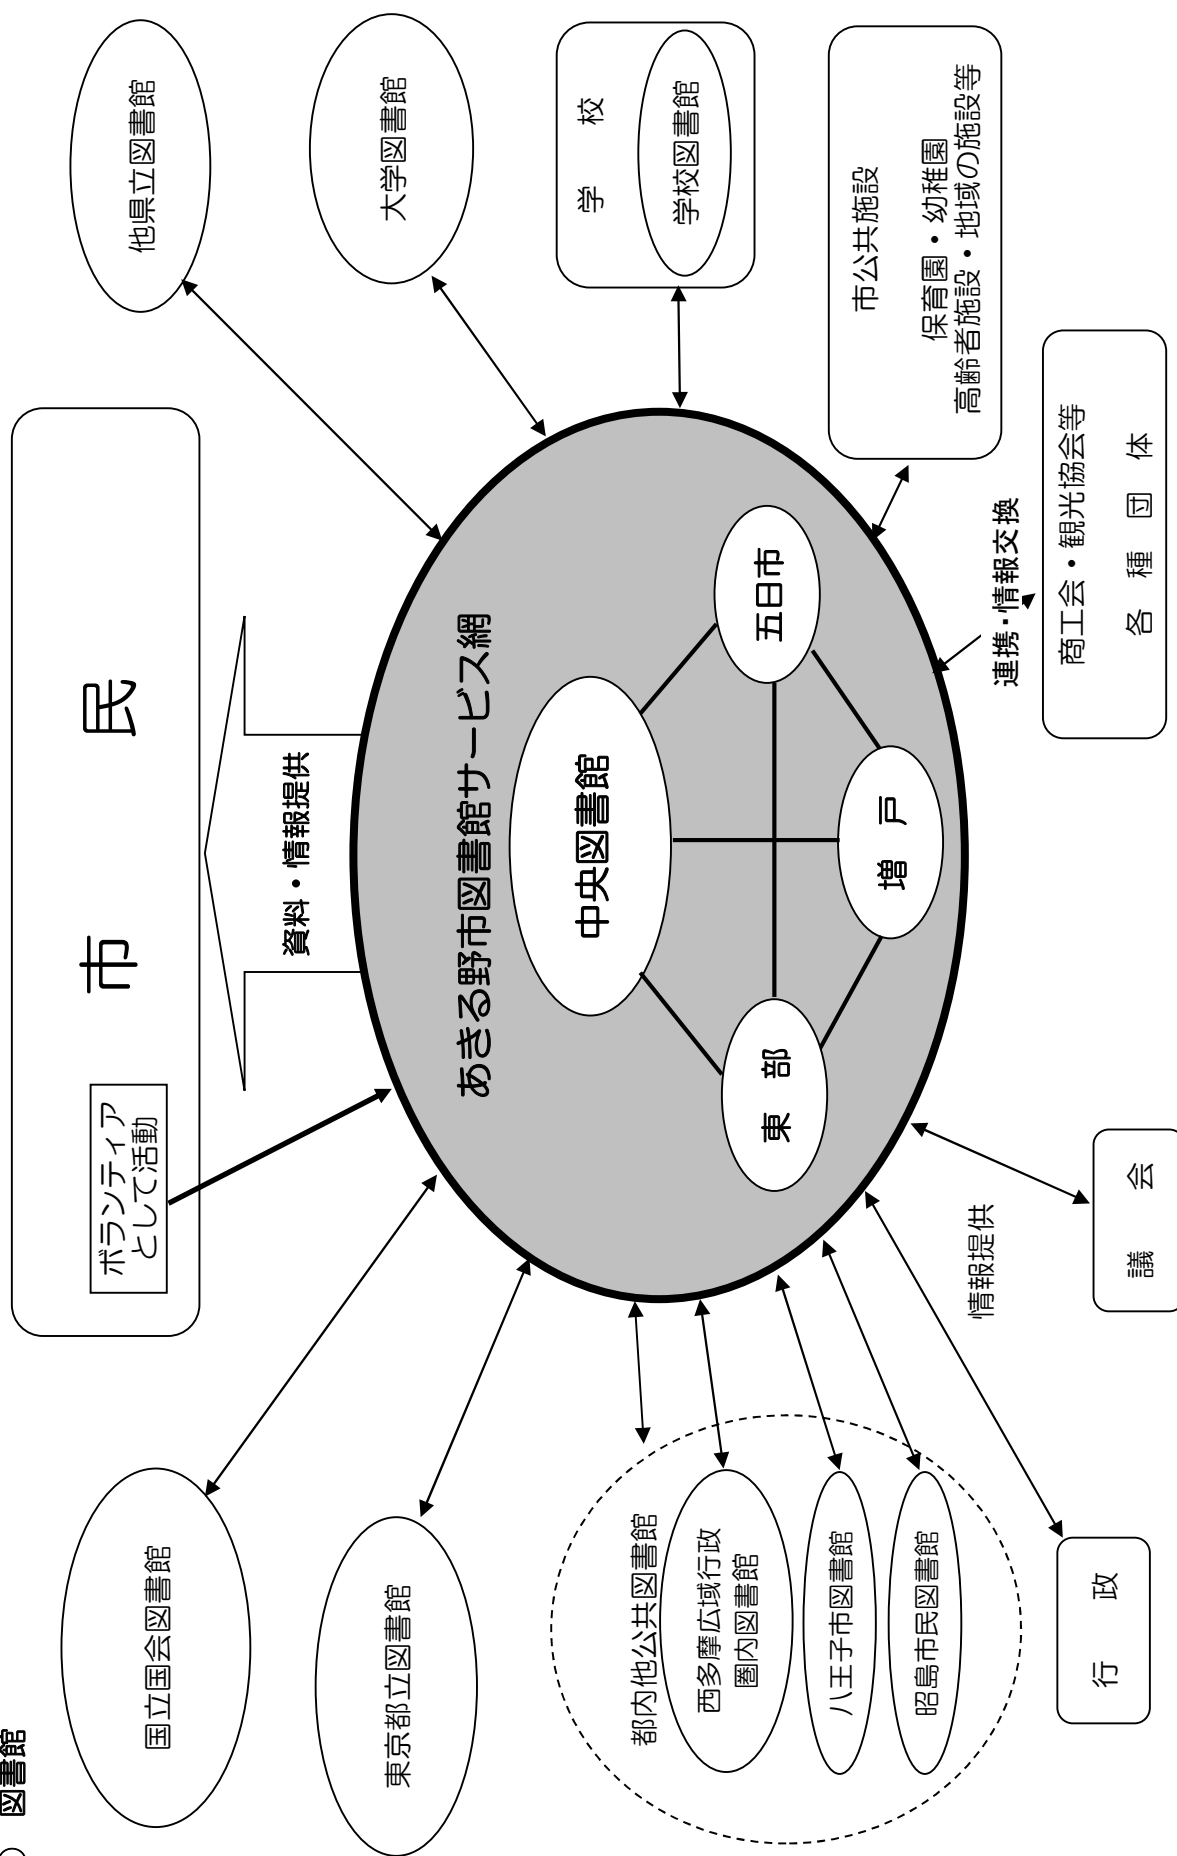 図書館
市　民
ボランティア
として活動
資料・情報提供
国立国会図書館
他県立図書館
東京都立図書館
大学図書館
あきる野市図書館サービス網
中央図書館
東　部
五日市
増　戸
都内他公共図書館
西多摩広域行政
圏内図書館
八王子市図書館
昭島市民図書館
学　校
学校図書館
市公共施設
保育園・幼稚園
高齢者施設・地域の施設等
連携・情報交換
商工会・観光協会等
各　種　団　体
情報提供
行　政
議　会